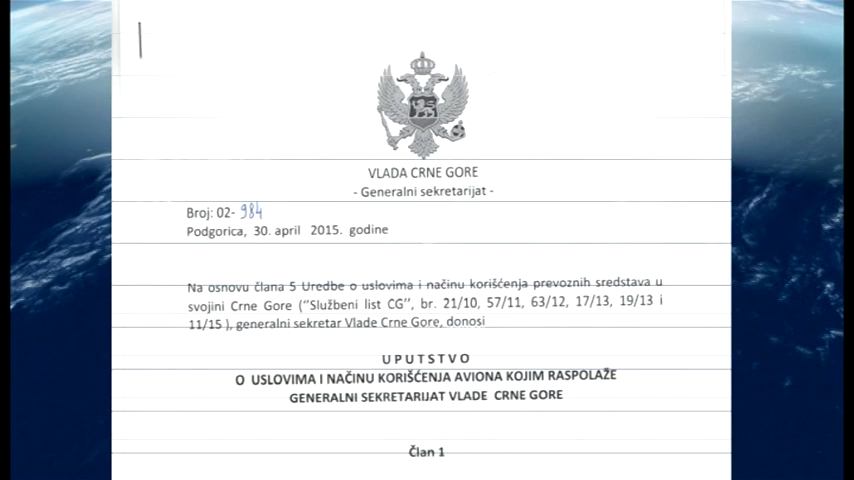 VLADA CRNE GORE
- Generalni sekretarijat -
Broj: 02- 984
Podgorica, 30. april 2015. godine
Na osnovu člana 5 Uredbe o uslovima i načinu korišćenja prevoznih sredstava u
svojini Crne Gore (''Službeni list CG'', br. 21/10, 57/11, 63/12, 17/13, 19/13 i
11/15 ), generalni sekretar Vlade Crne Gore, donosi
U P U T S T V O
O USLOVIMA I NAČINU KORIŠĆENJA AVIONA KOJIM RASPOLAŽE
GENERALNI SEKRETARIJAT VLADE CRNE GORE
Član 1